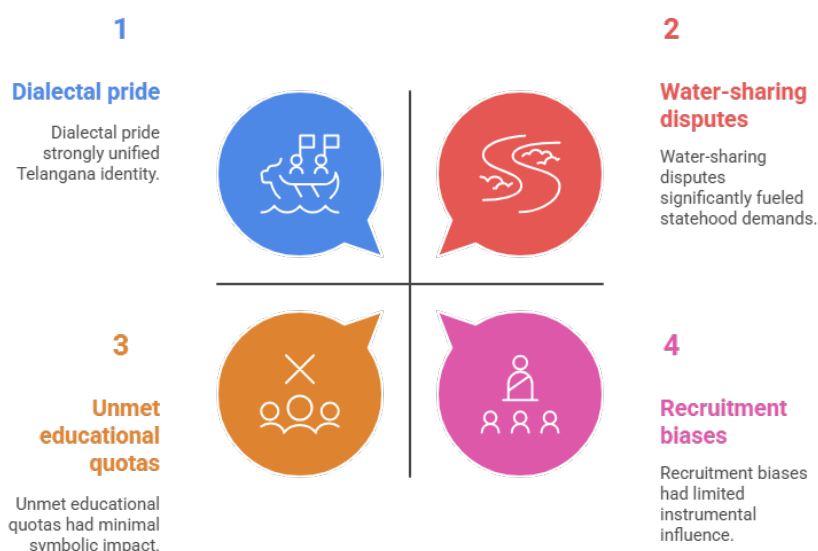 1
Dialectal pride
Dialectal pride
strongly unified
Telangana identity.
2
Water-sharing
disputes
Water-sharing
disputes
significantly fueled
statehood demands.
3
Unmet
educational
quotas
Unmet educational
quotas had minimal
symbolic impact.
4
Recruitment
biases
Recruitment biases
had limited
instrumental
influence.